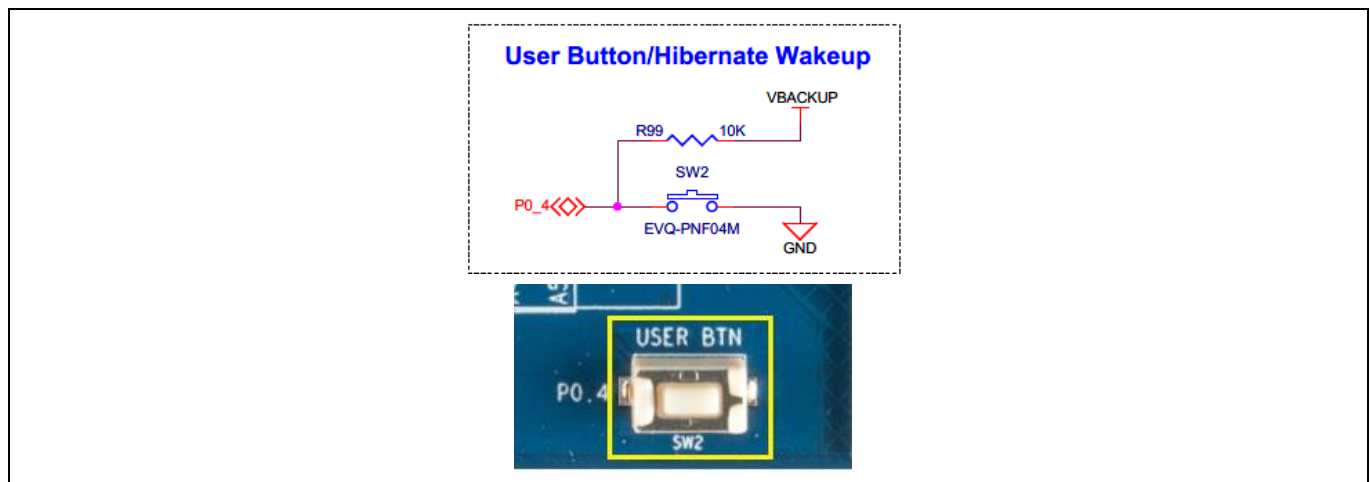 User Button/Hibernate Wakeup
VBACKUP
R99 10K
SW2
P0_4
EVQ-PNF04M
GND
USER BTN
P0.4
SW2